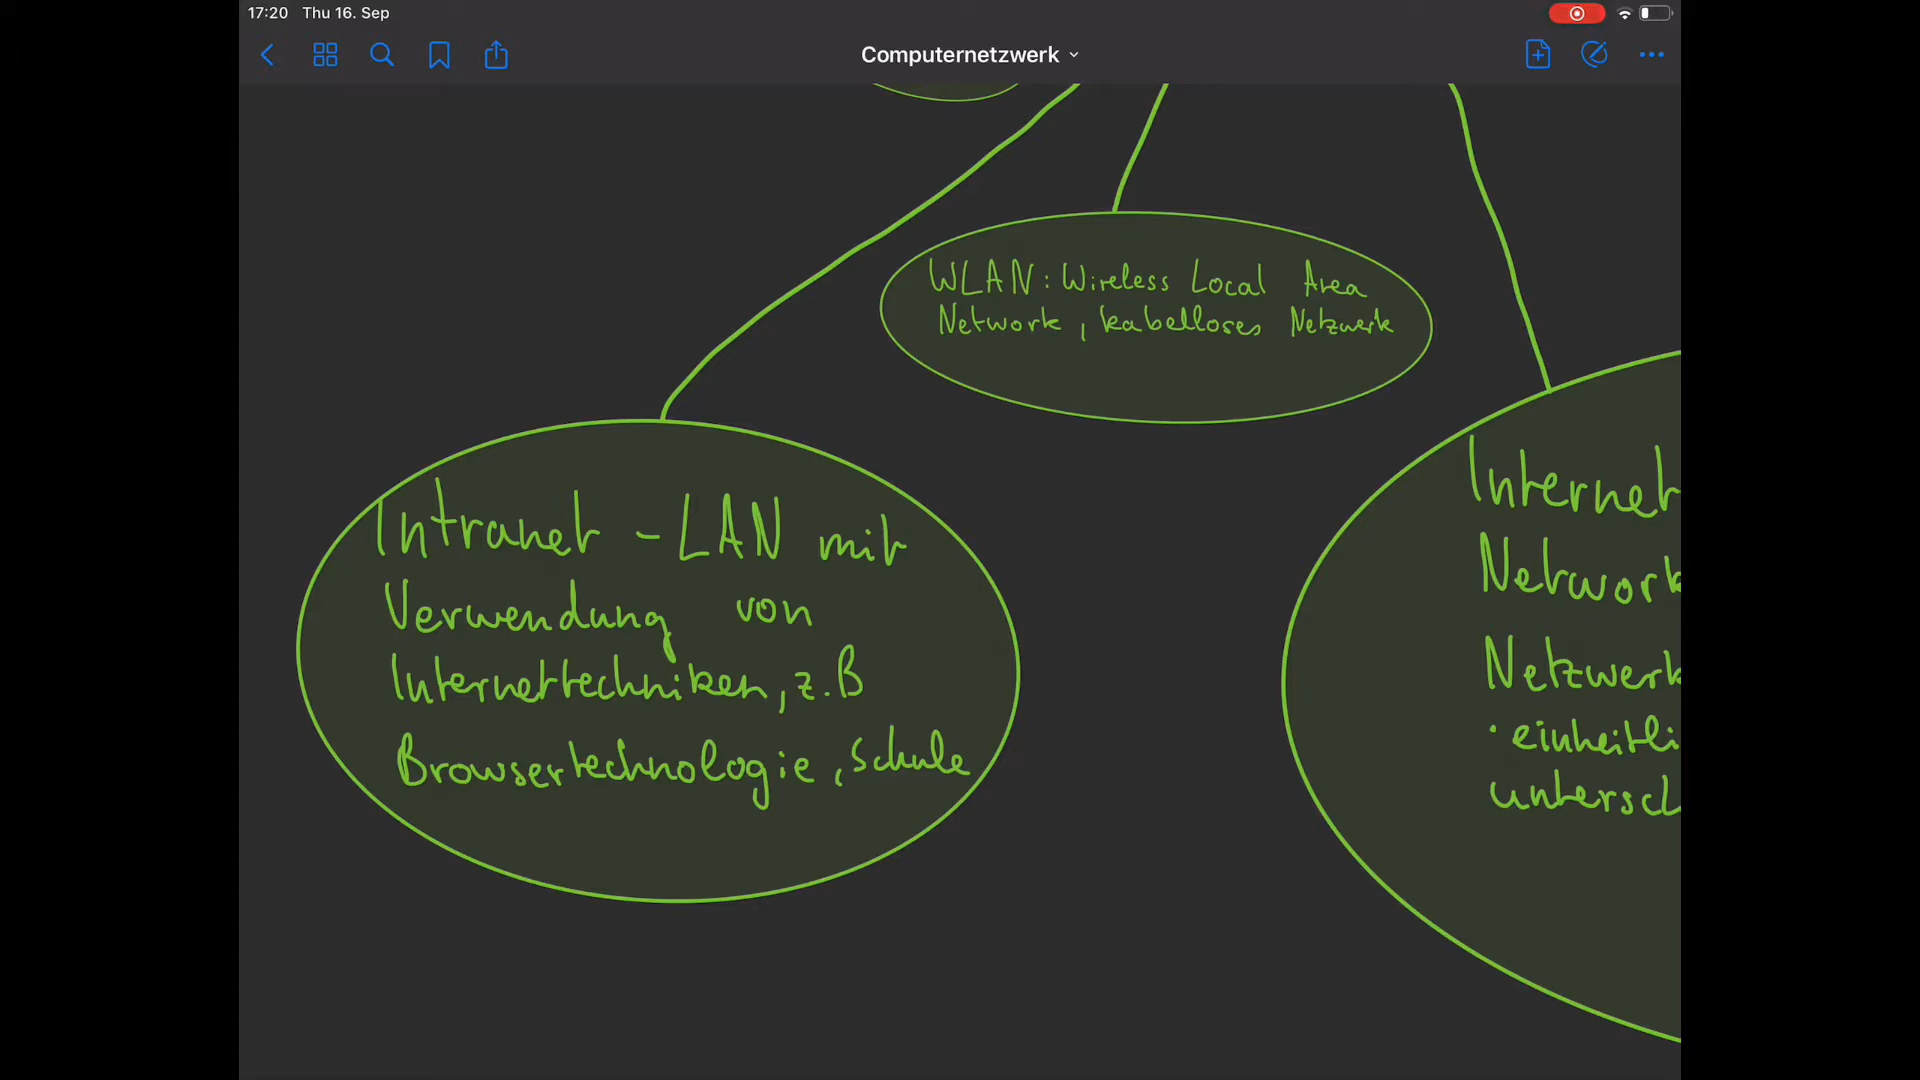 17:20 Thu 16. Sep
Computernetzwerk
WLAN: Wireless Local Area
Network, kabelloses Netzwerk
Intranet - LAN mit
Verwendung von
Internettechniken, z.B
Browsertechnologie, Schule
Internet
Network
Netzwerk
· einheitli
untersch